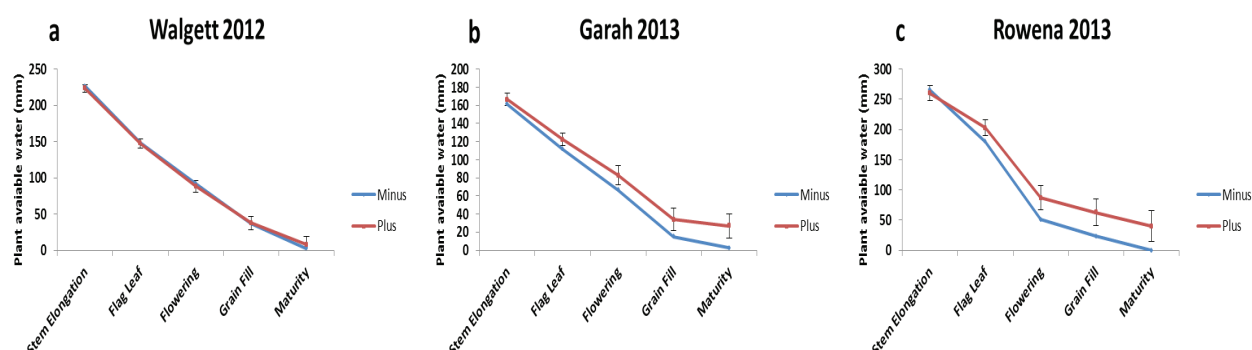 a
Walgett 2012
Plant avaiable water (mm)
250
200
150
100
50
0
Stem Elongation
Flag Leaf
Flowering
Grain Fill
Maturity
Minus
Plus
b
Garah 2013
Plant avaiable water (mm)
200
180
160
140
120
100
80
60
40
20
0
Stem Elongation
Flag Leaf
Flowering
Grain Fill
Maturity
Minus
Plus
c
Rowena 2013
Plant avaiable water (mm)
300
250
200
150
100
50
0
Stem Elongation
Flag Leaf
Flowering
Grain Fill
Maturity
Minus
Plus